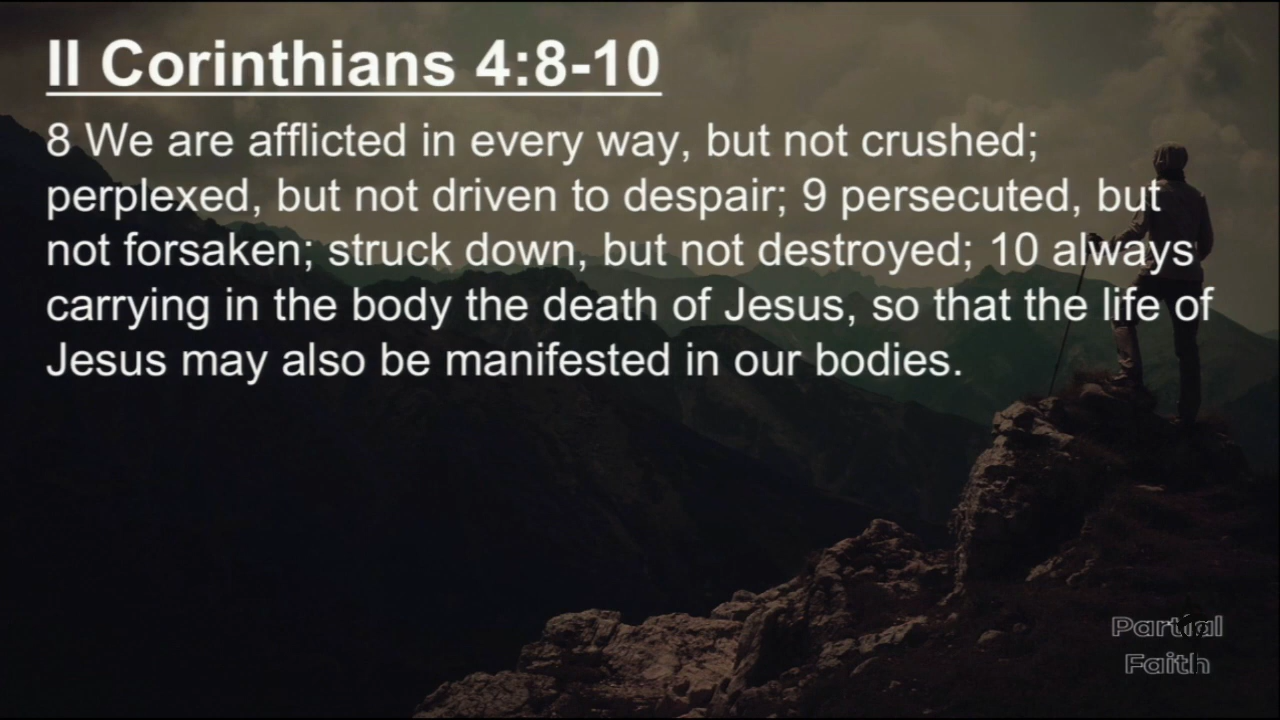 II Corinthians 4:8-10
8 We are afflicted in every way, but not crushed;
perplexed, but not driven to despair; 9 persecuted, but
not forsaken; struck down, but not destroyed; 10 always
carrying in the body the death of Jesus, so that the life of
Jesus may also be manifested in our bodies.
Partial
Faith